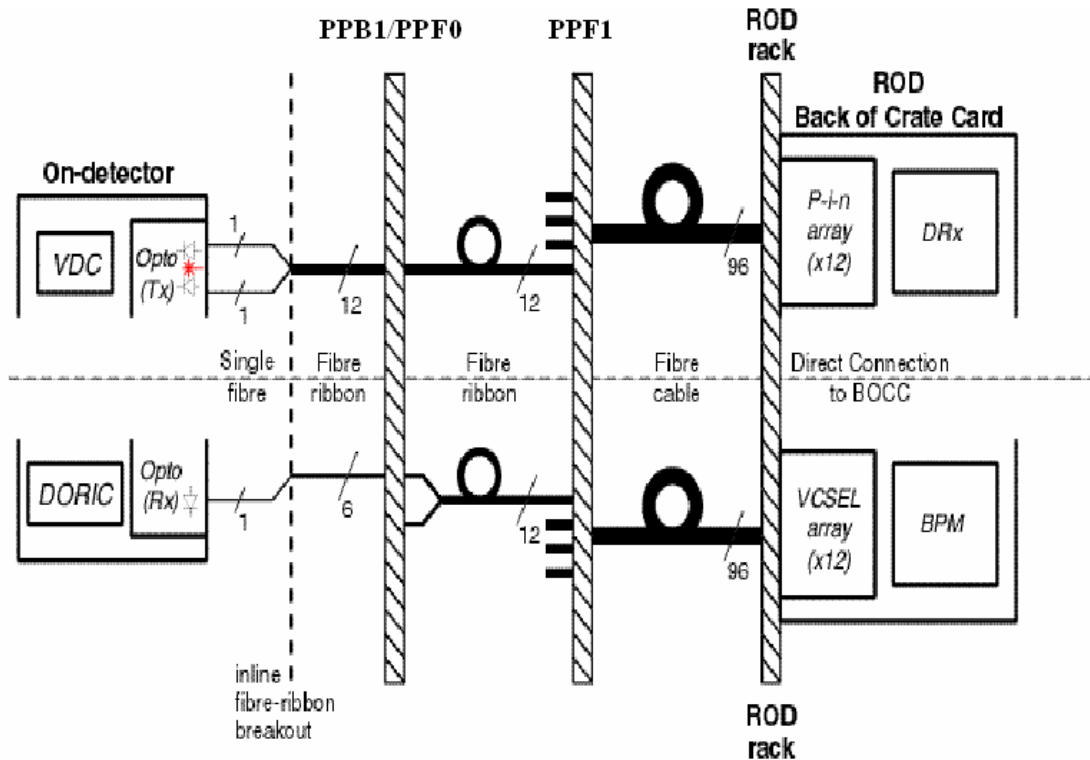 PPB1/PPF0
PPF1
ROD
rack
ROD
Back of Crate Card
On-detector
VDC
Opto
(Tx)
1
1
12
12
96
P-i-n
array
(x12)
DRx
Single
fibre
Fibre
ribbon
Fibre
ribbon
Fibre
cable
Direct Connection
to BOCC
DORIC
Opto
(Rx)
1
6
12
96
VCSEL
array
(x12)
BPM
inline
fibre-ribbon
breakout
ROD
rack